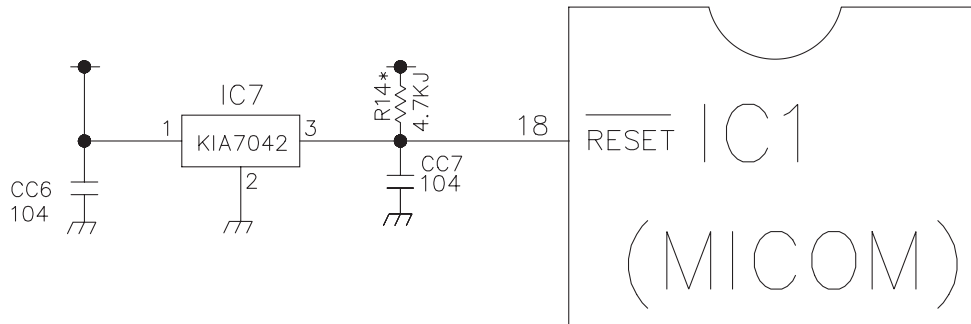 IC7
1
KIA7042
3
2
CC6
104
R14*
4.7KJ
CC7
104
18
RESET
IC1
(MICOM)